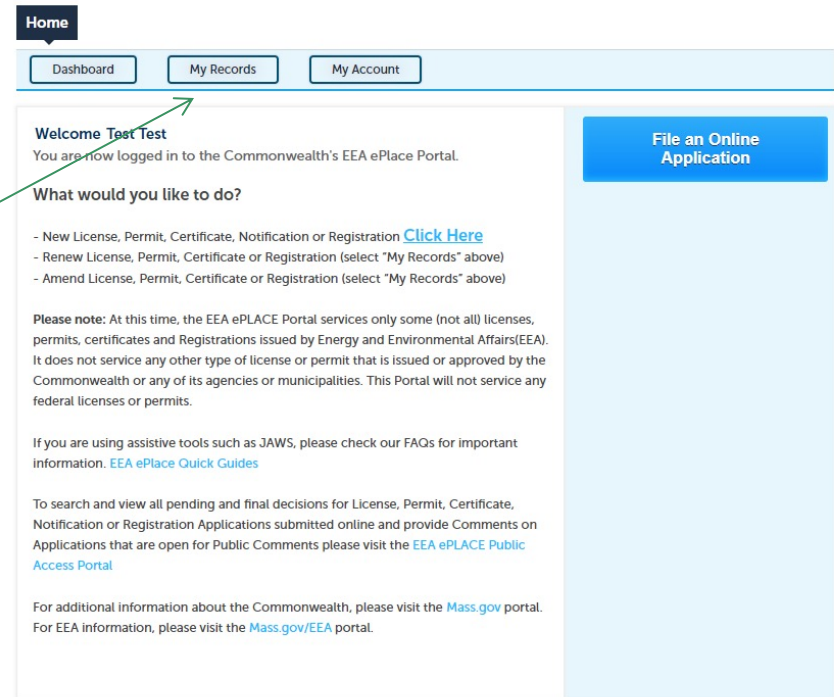 Home
Dashboard My Records My Account
Welcome Test Test
You are now logged in to the Commonwealth's EEA ePlace Portal.
What would you like to do?
- New License, Permit, Certificate, Notification or Registration Click Here
- Renew License, Permit, Certificate or Registration (select "My Records" above)
- Amend License, Permit, Certificate or Registration (select "My Records" above)
Please note: At this time, the EEA ePLACE Portal services only some (not all) licenses,
permits, certificates and Registrations issued by Energy and Environmental Affairs(EEA).
It does not service any other type of license or permit that is issued or approved by the
Commonwealth or any of its agencies or municipalities. This Portal will not service any
federal licenses or permits.
If you are using assistive tools such as JAWS, please check our FAQs for important
information. EEA ePlace Quick Guides
To search and view all pending and final decisions for License, Permit, Certificate,
Notification or Registration Applications submitted online and provide Comments on
Applications that are open for Public Comments please visit the EEA ePLACE Public
Access Portal
For additional information about the Commonwealth, please visit the Mass.gov portal.
For EEA information, please visit the Mass.gov/EEA portal.
File an Online
Application